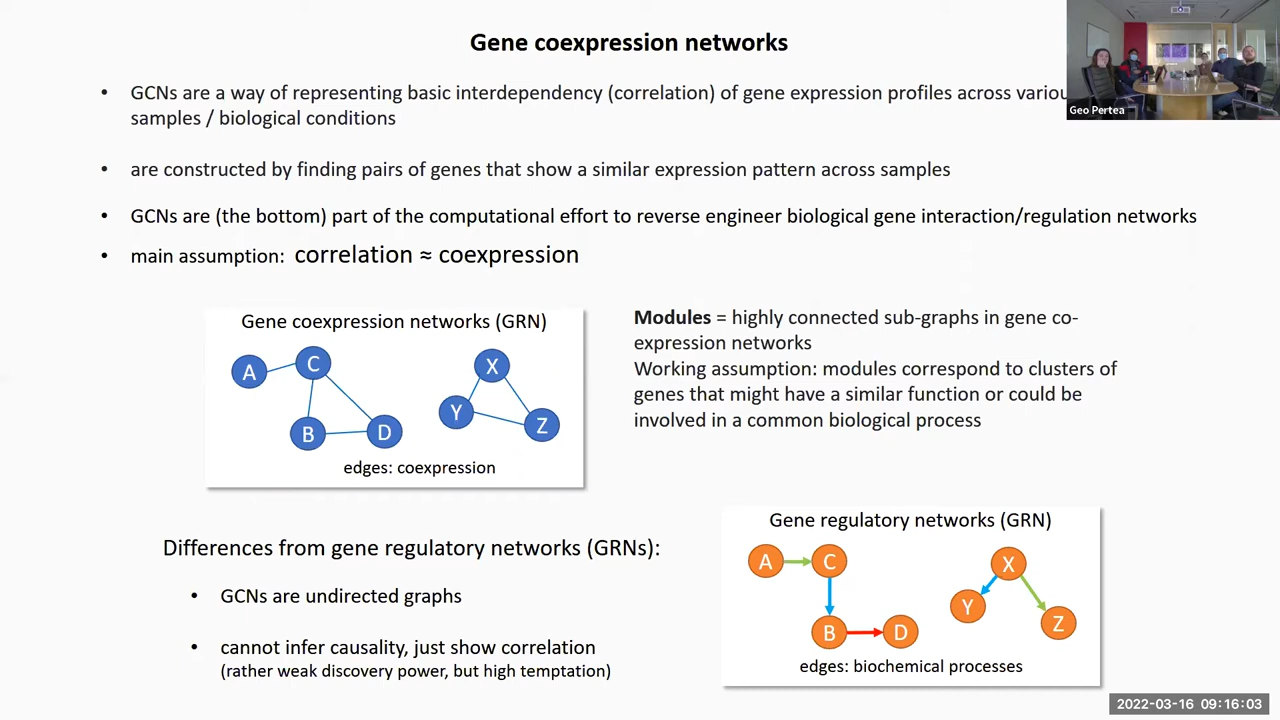 Gene coexpression networks
• GCNs are a way of representing basic interdependency (correlation) of gene expression profiles across variou
samples / biological conditions
• are constructed by finding pairs of genes that show a similar expression pattern across samples
• GCNs are (the bottom) part of the computational effort to reverse engineer biological gene interaction/regulation networks
• main assumption: correlation ≈ coexpression
Geo Pertea
Gene coexpression networks (GRN)
A C B D X Y Z
edges: coexpression
Modules = highly connected sub-graphs in gene co-
expression networks
Working assumption: modules correspond to clusters of
genes that might have a similar function or could be
involved in a common biological process
Differences from gene regulatory networks (GRNs):
• GCNs are undirected graphs
• cannot infer causality, just show correlation
(rather weak discovery power, but high temptation)
Gene regulatory networks (GRN)
A C B D X Y Z
edges: biochemical processes
2022-03-16 09:16:03